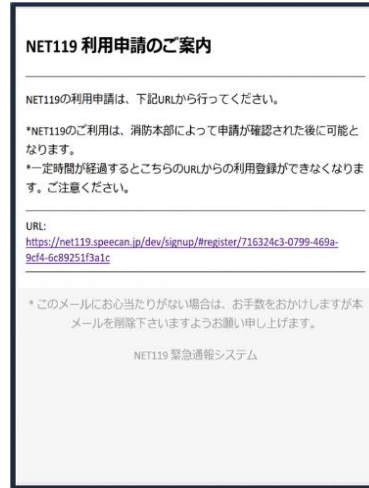 NET119 利用申請のご案内
NET119の利用申請は、下記URLから行ってください。
*NET119のご利用は、消防本部によって申請が確認された後に可能と
なります。
*一定時間が経過するとこちらのURLからの利用登録ができなくなりま
す。ご注意ください。
URL:
https://net119.speecan.jp/dev/signup/#register/716324c3-0799-469a-
9cf4-6c89251f3a1c
* このメールにお心当たりがない場合は、お手数をおかけしますが本
メールを削除下さいますようお願い申し上げます。
NET119 緊急通報システム